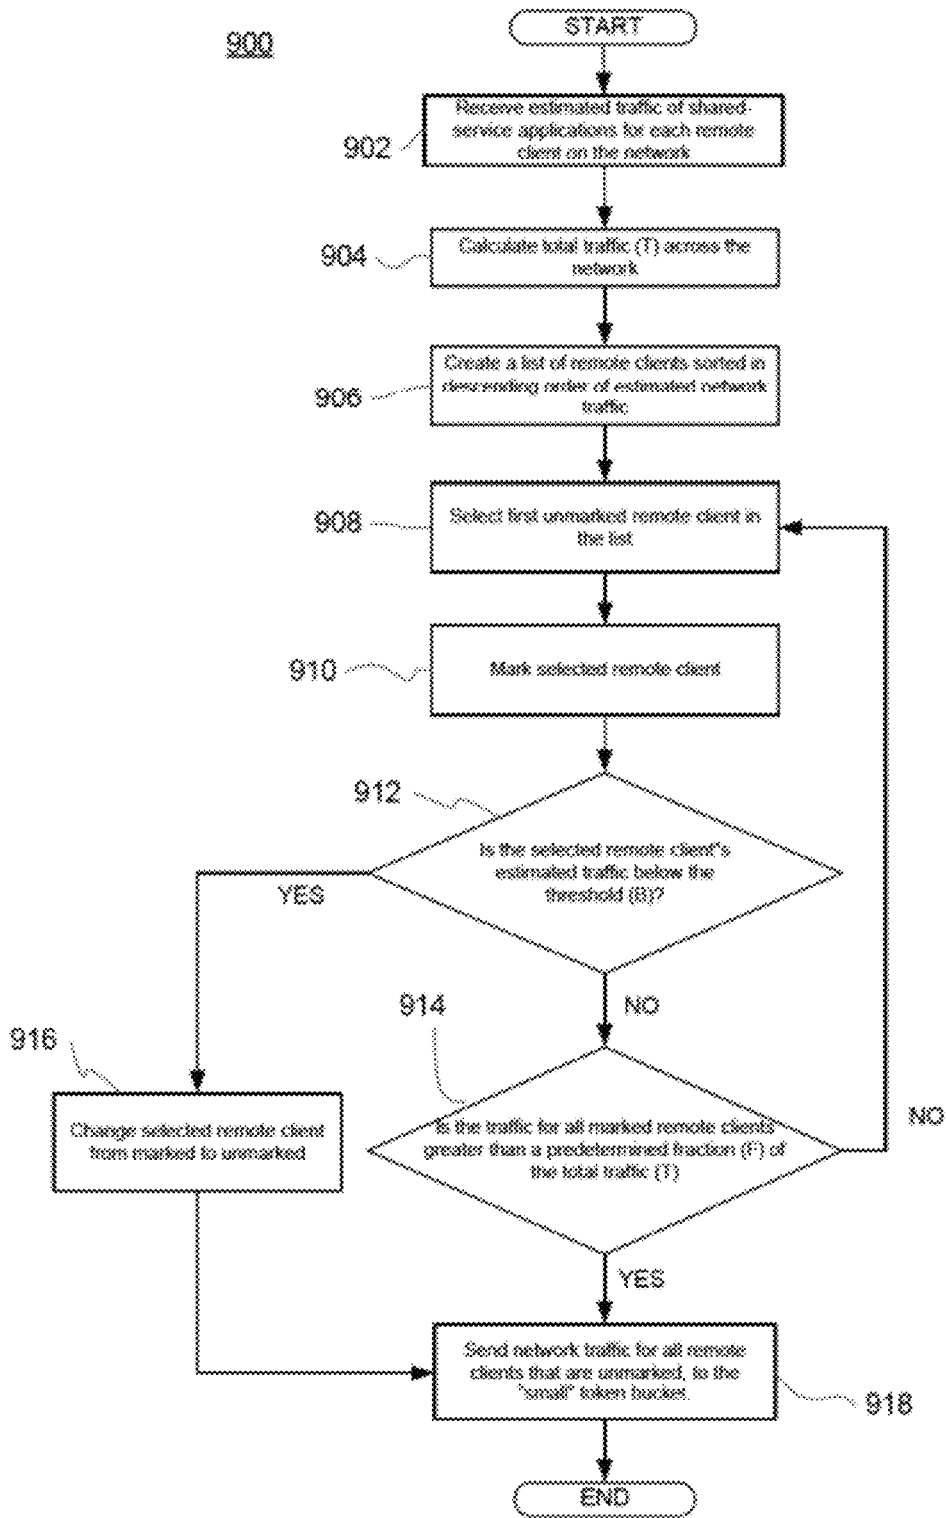 900
START
902
Receive estimated traffic of shared-
service applications for each remote
client on the network
904
Calculate total traffic (T) across the
network
906
Create a list of remote clients sorted in
descending order of estimated network
traffic
908
Select first unmarked remote client in
the list
910
Mark selected remote client
912
Is the selected remote client"s
estimated traffic below the
threshold (B)?
YES
NO
914
Is the traffic for all marked remote clients
greater than a predetermined fraction (F) of
the total traffic (T)
NO
YES
916
Change selected remote client
from marked to unmarked
Send network traffic for all remote
clients that are unmarked, to the
"small" token bucket.
918
END